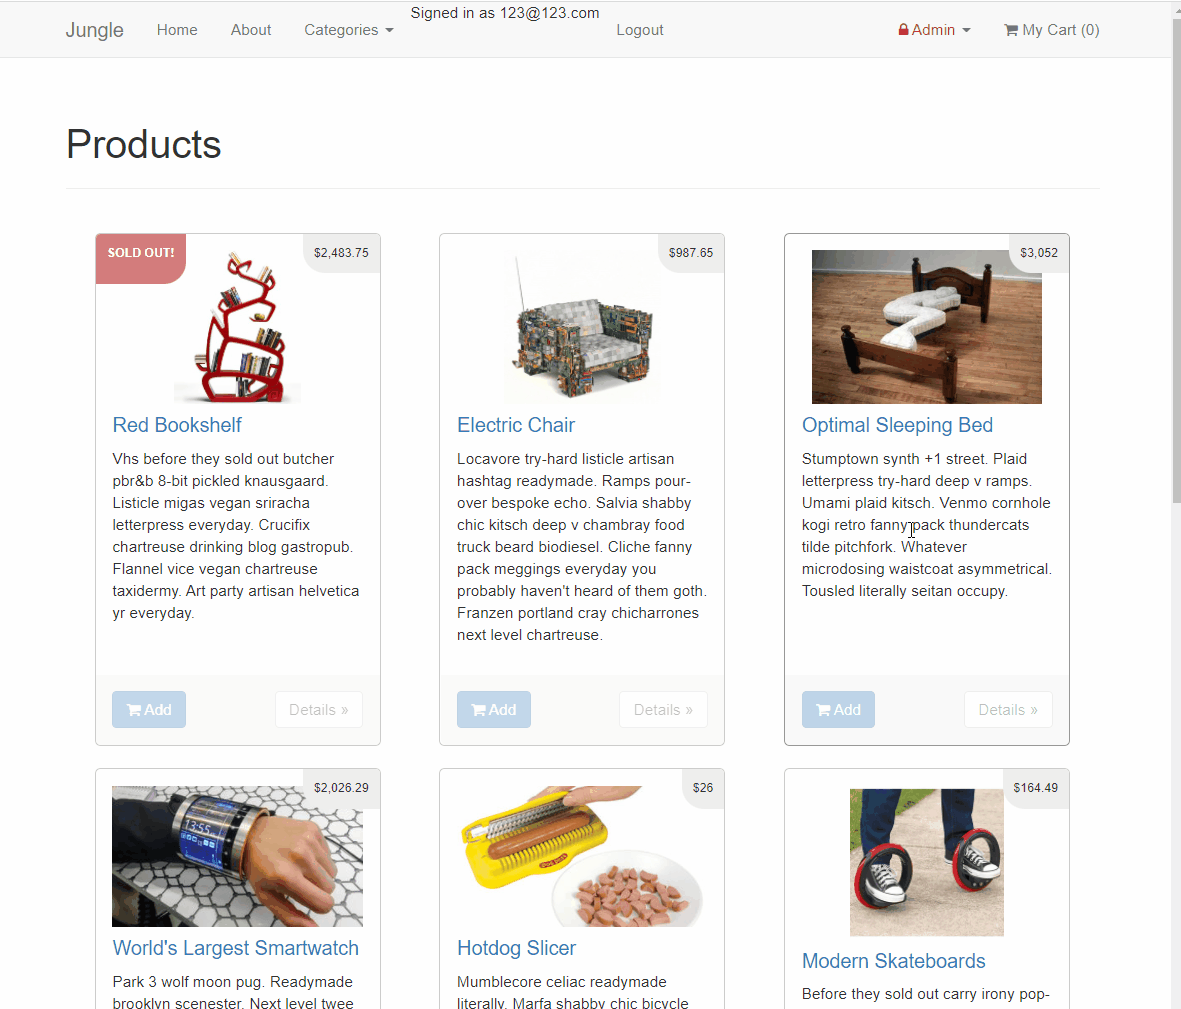 Signed in as 123@123.com
Jungle Home About Categories Logout Admin My Cart (0)
Products
SOLD OUT!
$2,483.75
Red Bookshelf
Vhs before they sold out butcher
pbr&b 8-bit pickled knausgaard.
Listicle migas vegan sriracha
letterpress everyday. Crucifix
chartreuse drinking blog gastropub.
Flannel vice vegan chartreuse
taxidermy. Art party artisan helvetica
yr everyday.
Add Details »
$987.65
Electric Chair
Locavore try-hard listicle artisan
hashtag readymade. Ramps pour-
over bespoke echo. Salvia shabby
chic kitsch deep v chambray food
truck beard biodiesel. Cliche fanny
pack meggings everyday you
probably haven't heard of them goth.
Franzen portland cray chicharrones
next level chartreuse.
Add Details »
$3,052
Optimal Sleeping Bed
Stumptown synth +1 street. Plaid
letterpress try-hard deep v ramps.
Umami plaid kitsch. Venmo cornhole
kogi retro fanny pack thundercats
tilde pitchfork. Whatever
microdosing waistcoat asymmetrical.
Tousled literally seitan occupy.
Add Details »
$2,026.29
13:55
World's Largest Smartwatch
Park 3 wolf moon pug. Readymade
brooklyn scenester. Next level twee
$26
Hotdog Slicer
Mumblecore celiac readymade
literally. Marfa shabby chic bicycle
$164.49
Modern Skateboards
Before they sold out carry irony pop-